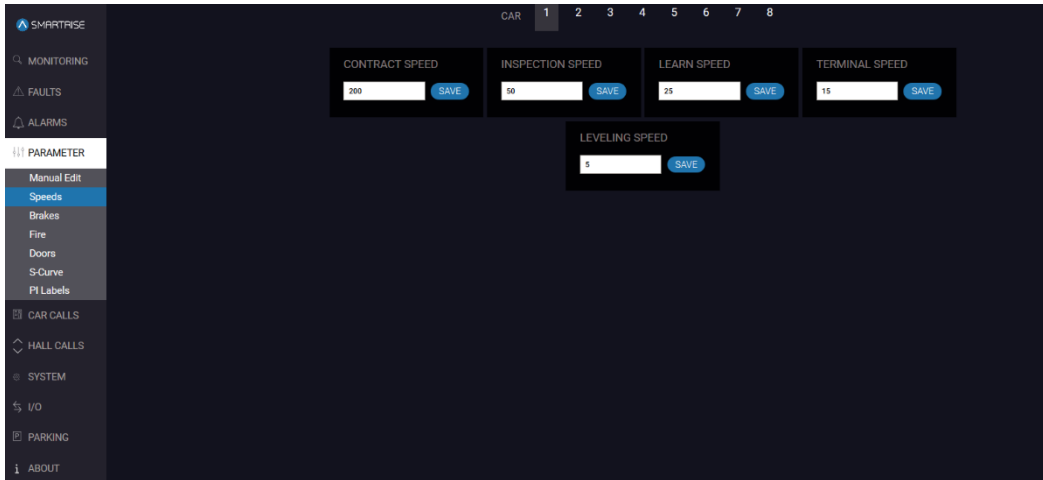 SMARTRISE
CAR 1 2 3 4 5 6 7 8
MONITORING
FAULTS
ALARMS
PARAMETER
Manual Edit
Speeds
Brakes
Fire
Doors
S-Curve
PI Labels
CAR CALLS
HALL CALLS
SYSTEM
I/O
P PARKING
i ABOUT
CONTRACT SPEED
200 SAVE
INSPECTION SPEED
50 SAVE
LEARN SPEED
25 SAVE
TERMINAL SPEED
15 SAVE
LEVELING SPEED
5 SAVE